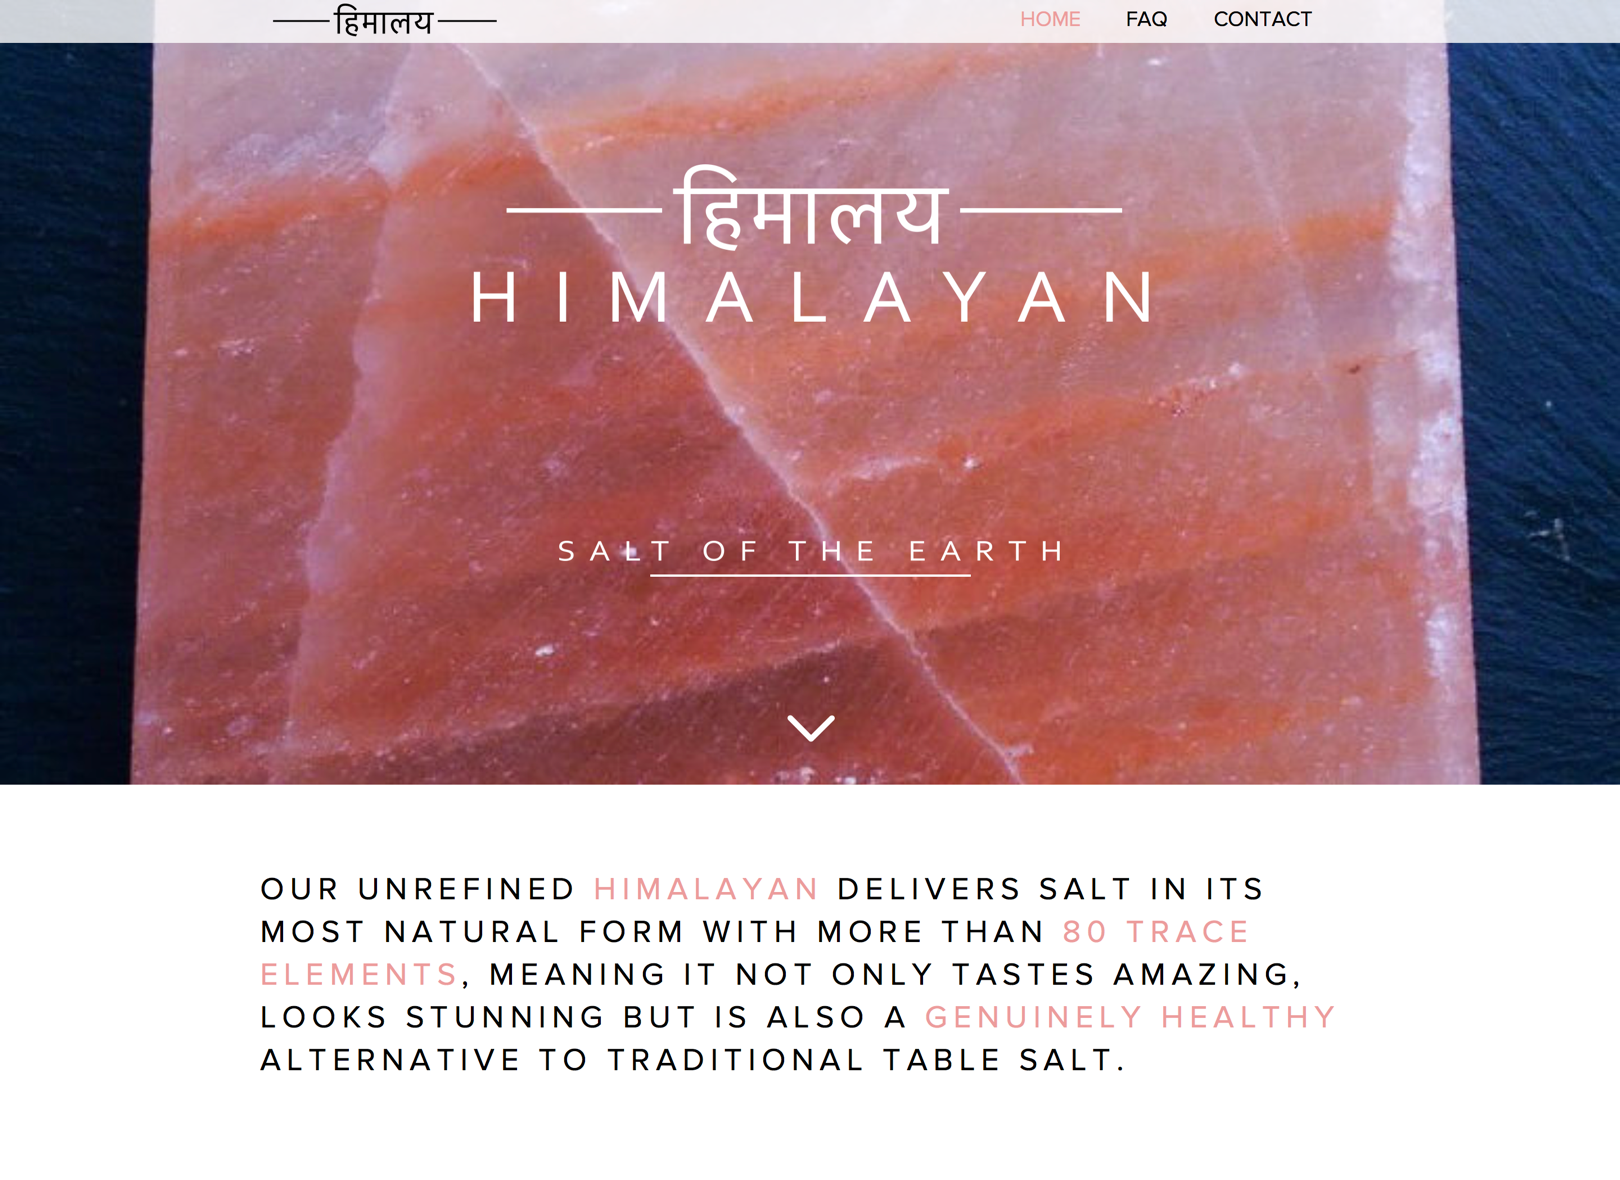 हिमालय
HOME FAQ CONTACT
हिमालय
HIMALAYAN
SALT OF THE EARTH
OUR UNREFINED HIMALAYAN DELIVERS SALT IN ITS
MOST NATURAL FORM WITH MORE THAN 80 TRACE
ELEMENTS, MEANING IT NOT ONLY TASTES AMAZING,
LOOKS STUNNING BUT IS ALSO A GENUINELY HEALTHY
ALTERNATIVE TO TRADITIONAL TABLE SALT.